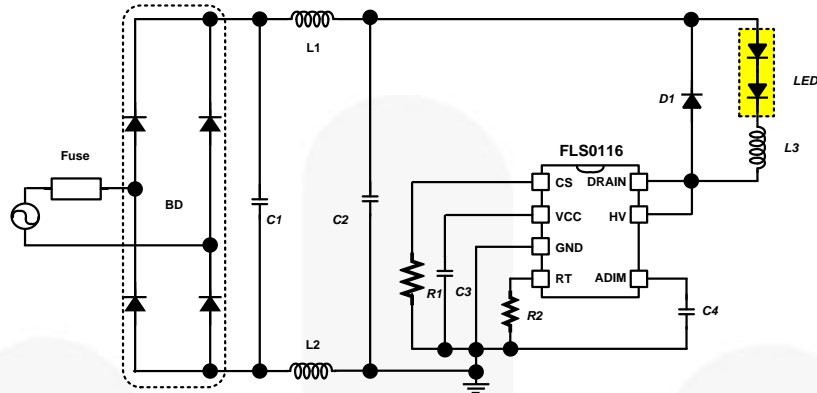 L1
LED
D1
FLS0116
L3
Fuse
CS DRAIN
BD
C1
C2
VCC HV
GND
R1 C3
RT ADIM
R2
C4
L2